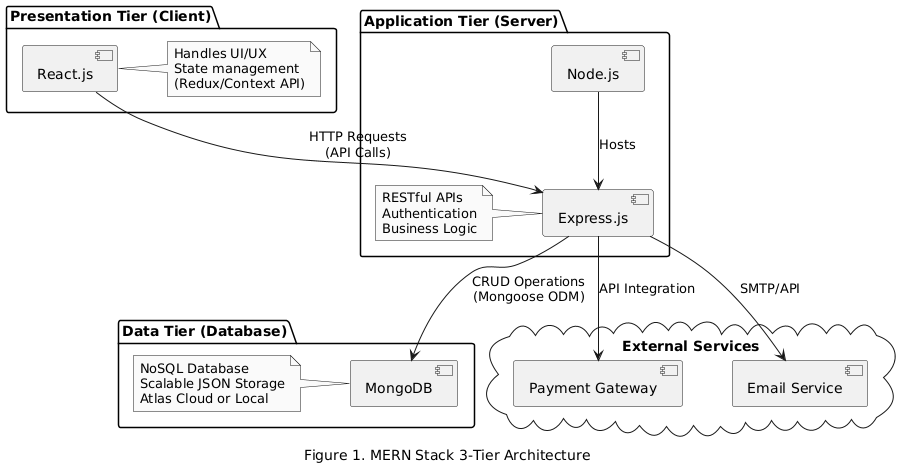 Presentation Tier (Client)
React.js
Handles UI/UX
State management
(Redux/Context API)
Application Tier (Server)
Node.js
Hosts
HTTP Requests
(API Calls)
RESTful APIs
Authentication
Business Logic
Express.js
CRUD Operations
(Mongoose ODM)
API Integration
SMTP/API
Data Tier (Database)
NoSQL Database
Scalable JSON Storage
Atlas Cloud or Local
MongoDB
External Services
Payment Gateway
Email Service
Figure 1. MERN Stack 3-Tier Architecture